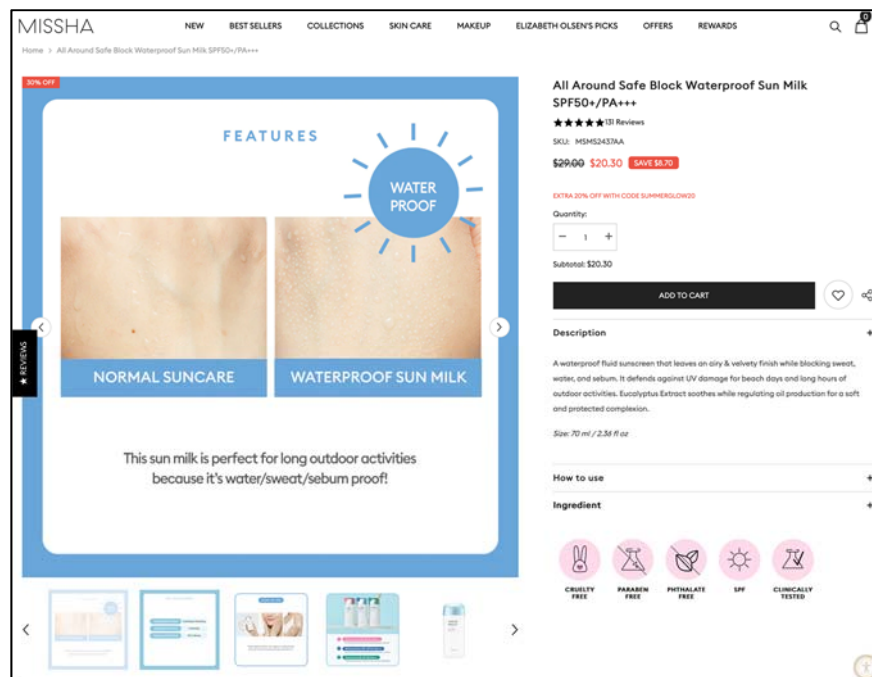 MISSHA
NEW BEST SELLERS COLLECTIONS SKIN CARE MAKEUP ELIZABETH OLSEN'S PICKS OFFERS REWARDS
0
Home > All Around Safe Block Waterproof Sun Milk SPF50+/PA+++
30% OFF
FEATURES
WATER
PROOF
NORMAL SUNCARE
WATERPROOF SUN MILK
This sun milk is perfect for long outdoor activities
because it's water/sweat/sebum proof!
★ REVIEWS
All Around Safe Block Waterproof Sun Milk
SPF50+/PA+++
★★★★★131 Reviews
SKU: MSMS2437AA
$29.00 $20.30 SAVE $8.70
EXTRA 20% OFF WITH CODE SUMMERGLOW20
Quantity:
− 1 +
Subtotal: $20.30
ADD TO CART
Description +
A waterproof fluid sunscreen that leaves an airy & velvety finish while blocking sweat,
water, and sebum. It defends against UV damage for beach days and long hours of
outdoor activities. Eucalyptus Extract soothes while regulating oil production for a soft
and protected complexion.
Size: 70 ml / 2.36 fl oz
How to use +
Ingredient +
CRUELTY
FREE
PARABEN
FREE
PHTHALATE
FREE
SPF
CLINICALLY
TESTED